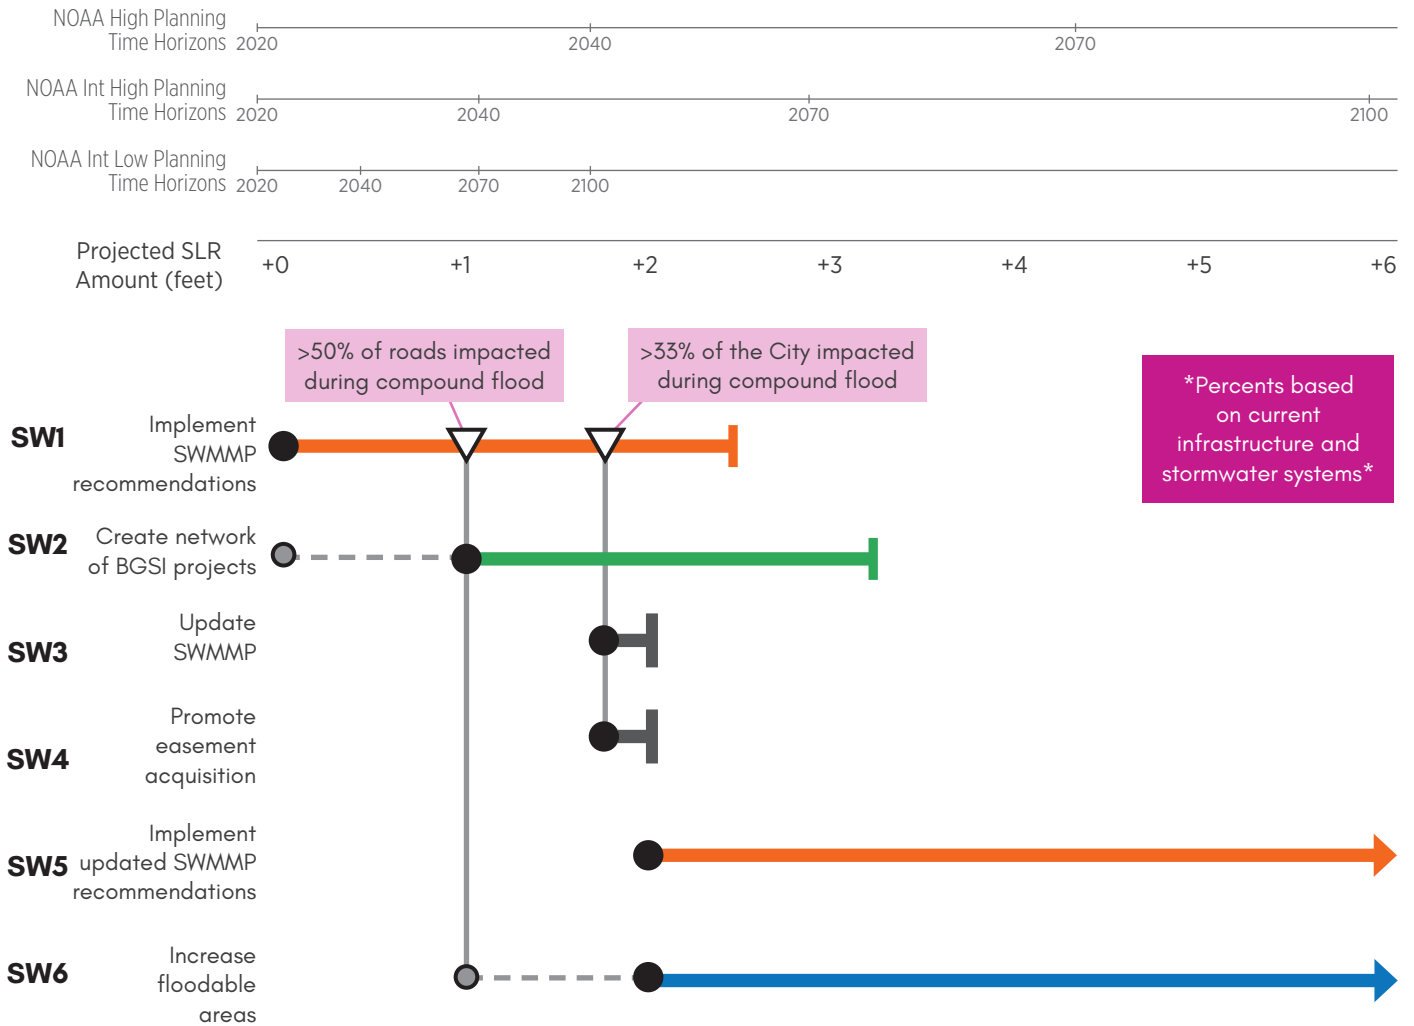 NOAA High Planning
Time Horizons
2020
2040
2070
NOAA Int High Planning
Time Horizons
2020
2040
2070
2100
NOAA Int Low Planning
Time Horizons
2020
2040
2070
2100
Projected SLR
Amount (feet)
+0
+1
+2
+3
+4
+5
+6
>50% of roads impacted
during compound flood
>33% of the City impacted
during compound flood
*Percents based
on current
infrastructure and
stormwater systems*
SW1
Implement
SWMMP
recommendations
SW2
Create network
of BGSI projects
SW3
Update
SWMMP
SW4
Promote
easement
acquisition
SW5
Implement
updated SWMMP
recommendations
SW6
Increase
floodable
areas